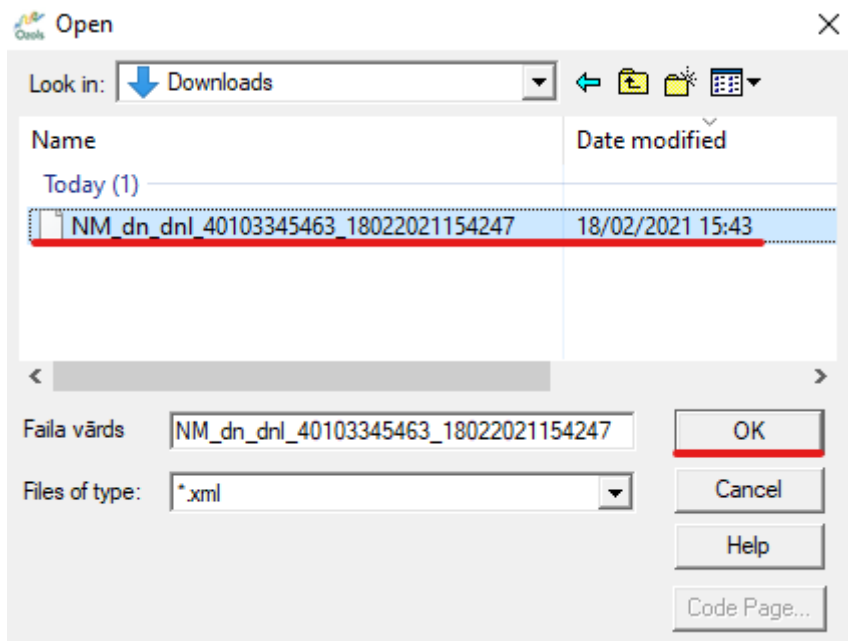 Ozols Open
Look in: Downloads
Name Date modified
Today (1)
NM_dn_dnl_40103345463_18022021154247 18/02/2021 15:43
Faila vārds NM_dn_dnl_40103345463_18022021154247 OK
Files of type: *.xml Cancel
Help
Code Page...